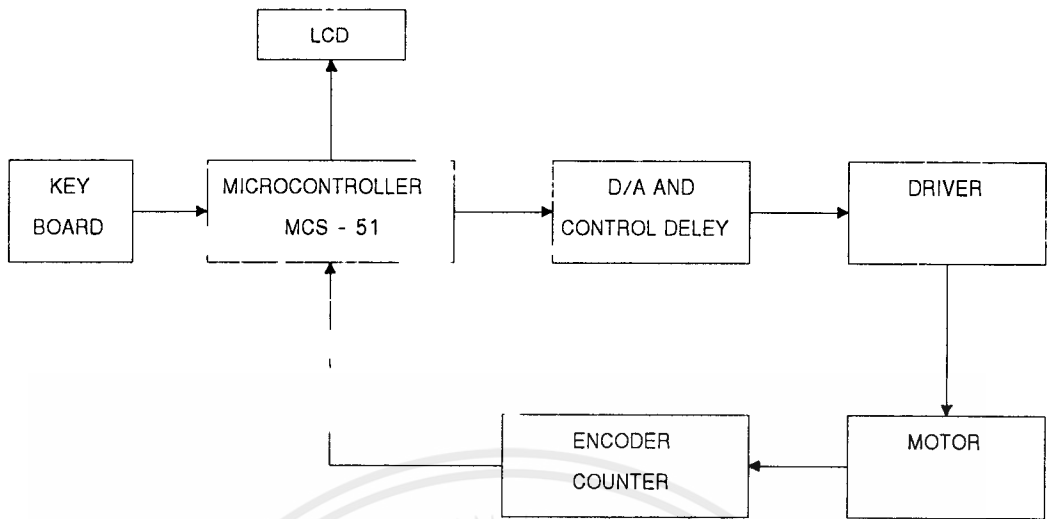 LCD
KEY
BOARD
MICROCONTROLLER
MCS - 51
D/A AND
CONTROL DELEY
DRIVER
ENCODER
COUNTER
MOTOR